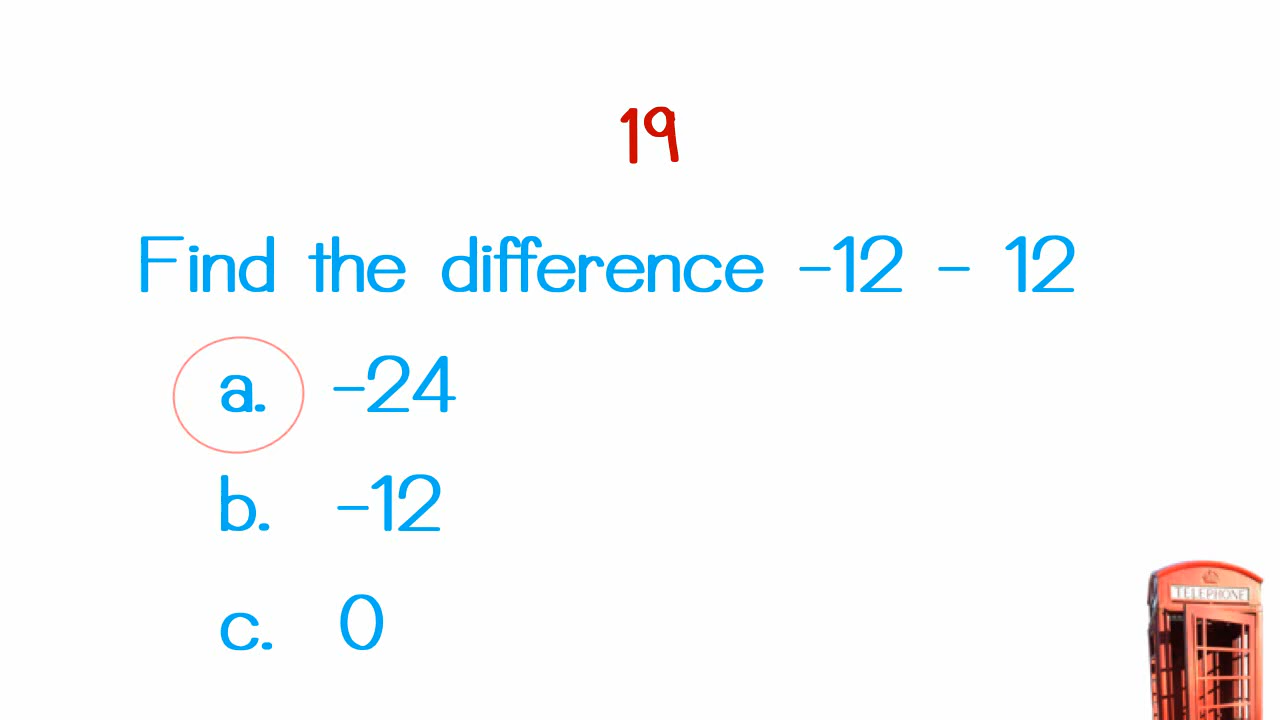 19
Find the difference -12 - 12
a. -24
b. -12
c. 0
TELEPHONE